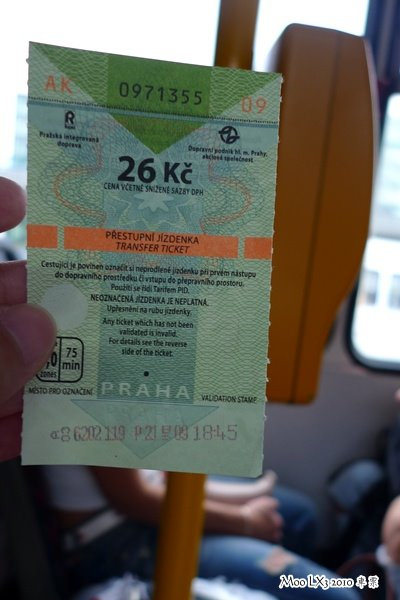 AK 0971355 09
R
Pražská integrovaná
doprava
Dopravní podnik hl. m. Prahy,
akciová společnost
26 Kč
CENA VČETNĚ SNÍŽENÉ SAZBY DPH
PŘESTUPNÍ JÍZDENKA
TRANSFER TICKET
Cestující je povinen označit si neprodleně jízdenku při prvém nástupu
do dopravního prostředku či vstupu do přepravního prostoru.
Použití se řídí Tarifem PID.
NEOZNAČENÁ JÍZDENKA JE NEPLATNÁ.
Upřesnění na rubu jízdenky.
Any ticket which has not been
validated is invalid.
For details see the reverse
side of the ticket.
zones
75
min
PRAHA
MÍSTO PRO OZNAČENÍ
VALIDATION STAMP
1845
Moo LX3 2010